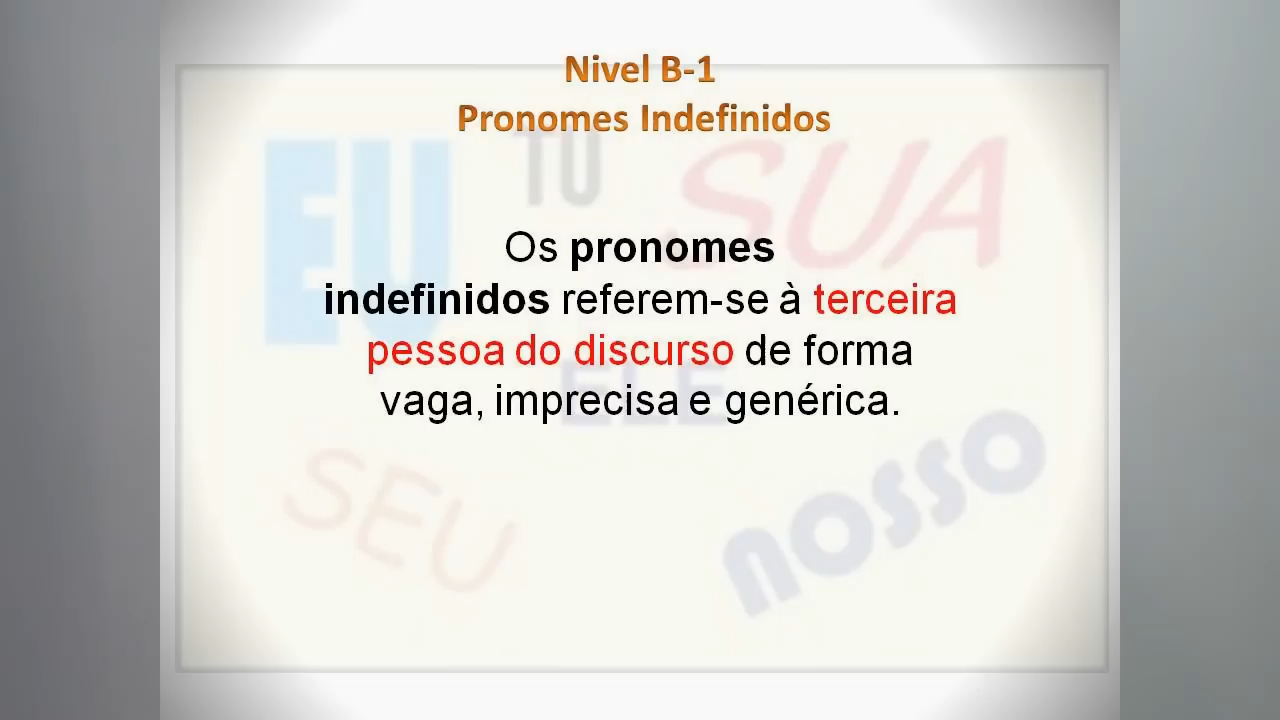 Nivel B-1
Pronomes Indefinidos
EU
TU
SUA
Os pronomes
indefinidos referem-se à terceira
pessoa do discurso de forma
vaga, imprecisa e genérica.
ELE
SEU
NOSSO